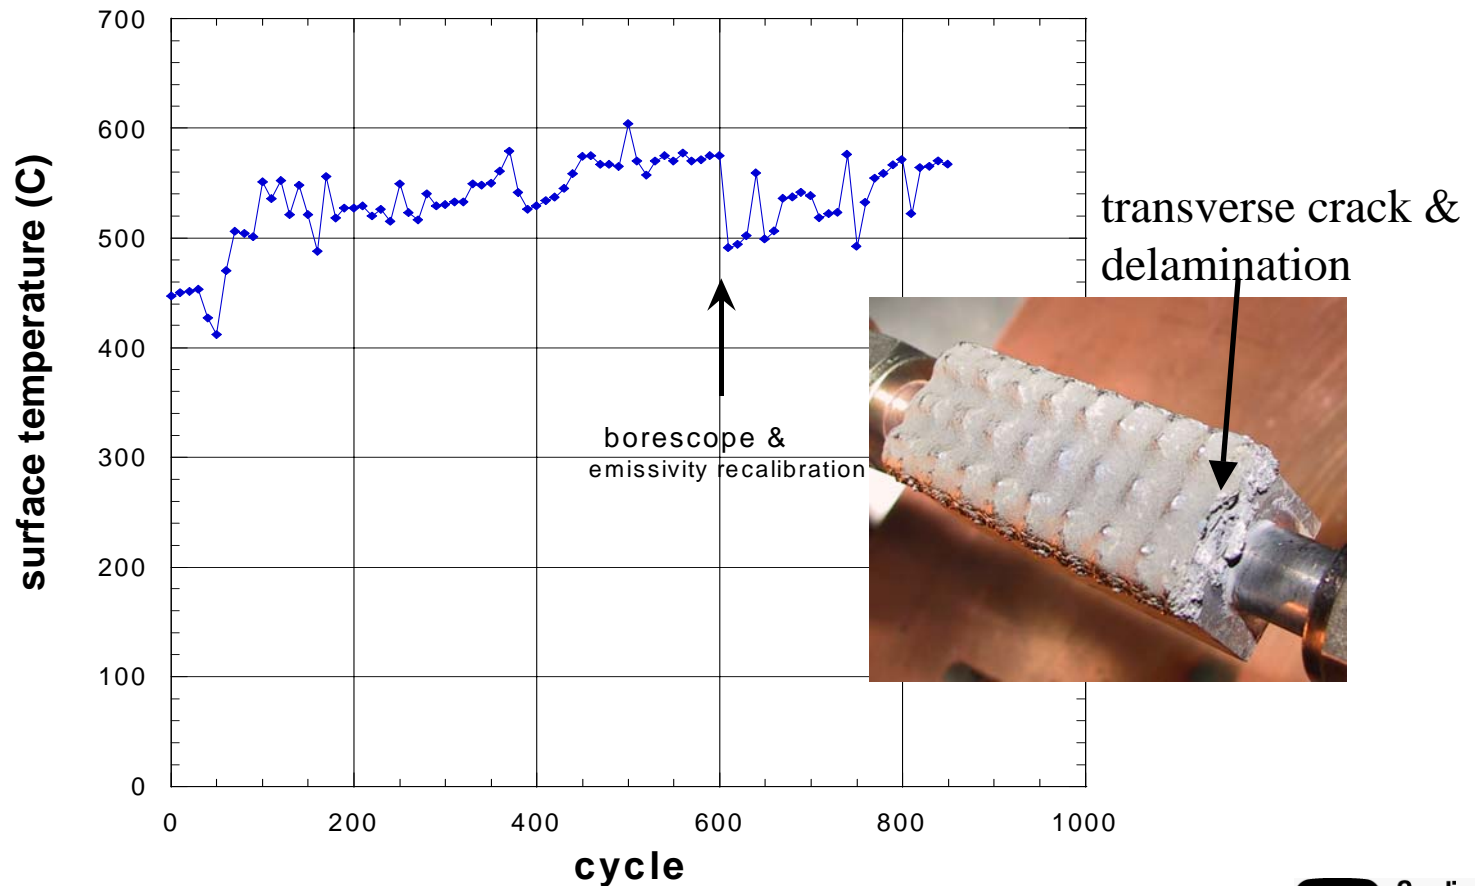 700
600
500
400
300
200
100
0
surface temperature (C)
0 200 400 600 800 1000
cycle
borescope &
emissivity recalibration
transverse crack &
delamination